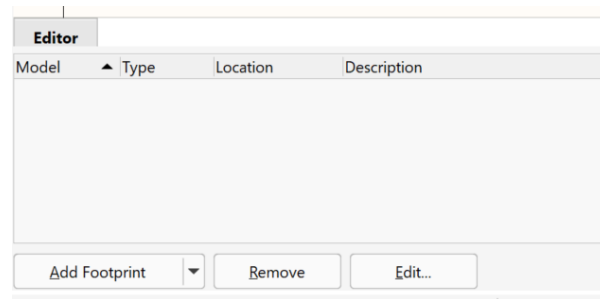 Editor
Model Type Location Description
Add Footprint Remove Edit...